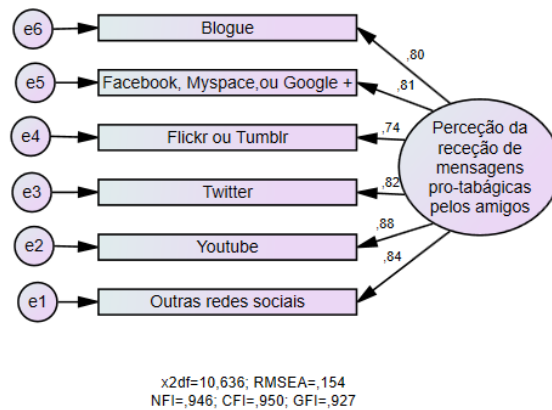 e6
Blogue
,80
e5
Facebook, Myspace,ou Google +
,81
e4
Flickr ou Tumblr
,74
e3
Twitter
,82
e2
Youtube
,88
e1
Outras redes sociais
,84
Perceção da
receção de
mensagens
pro-tabágicas
pelos amigos
x2df=10,636; RMSEA=,154
NFI=,946; CFI=,950; GFI=,927